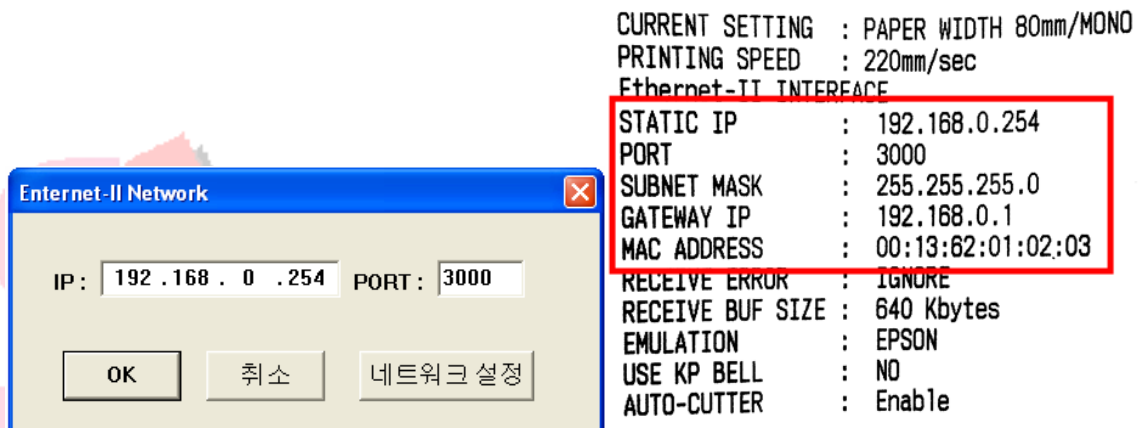 CURRENT SETTING : PAPER WIDTH 80mm/MONO
PRINTING SPEED : 220mm/sec
Ethernet-II INTERFACE
STATIC IP : 192.168.0.254
PORT : 3000
SUBNET MASK : 255.255.255.0
GATEWAY IP : 192.168.0.1
MAC ADDRESS : 00:13:62:01:02:03
RECEIVE ERROR : IGNORE
RECEIVE BUF SIZE : 640 Kbytes
EMULATION : EPSON
USE KP BELL : NO
AUTO-CUTTER : Enable
Enternet-II Network
IP : 192 . 168 . 0 . 254 PORT : 3000
OK 취소 네트워크 설정